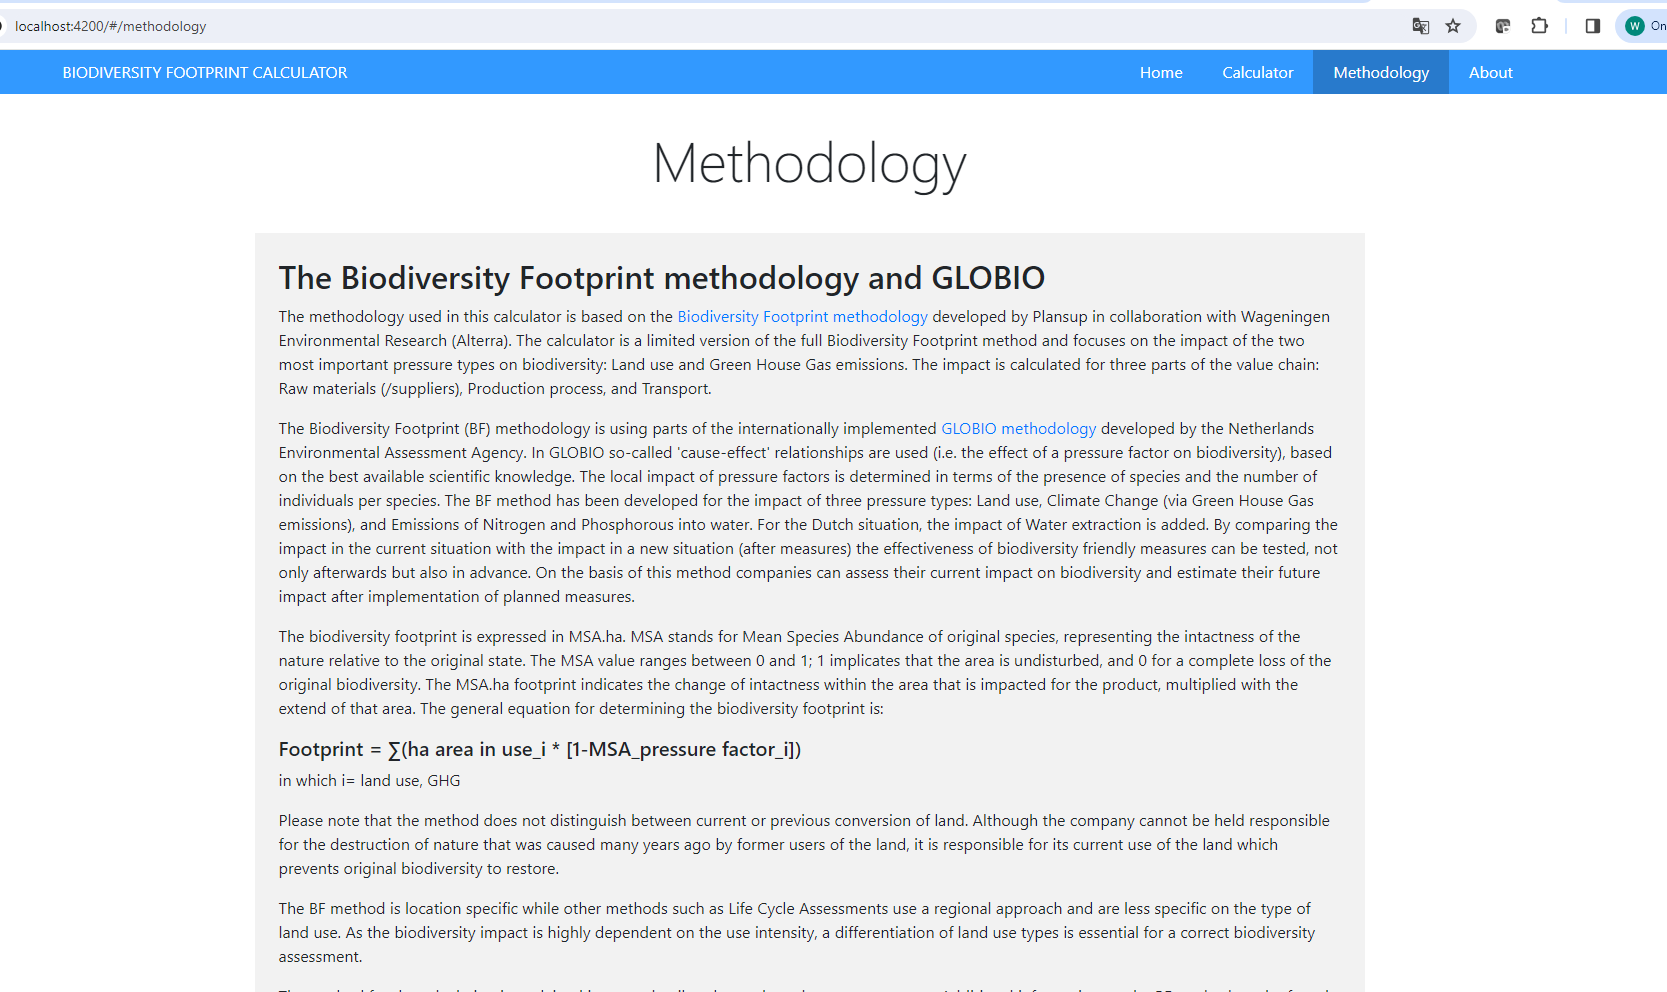 localhost:4200/#/methodology
W On
BIODIVERSITY FOOTPRINT CALCULATOR Home Calculator Methodology About
Methodology
The Biodiversity Footprint methodology and GLOBIO
The methodology used in this calculator is based on the Biodiversity Footprint methodology developed by Plansup in collaboration with Wageningen
Environmental Research (Alterra). The calculator is a limited version of the full Biodiversity Footprint method and focuses on the impact of the two
most important pressure types on biodiversity: Land use and Green House Gas emissions. The impact is calculated for three parts of the value chain:
Raw materials (/suppliers), Production process, and Transport.
The Biodiversity Footprint (BF) methodology is using parts of the internationally implemented GLOBIO methodology developed by the Netherlands
Environmental Assessment Agency. In GLOBIO so-called 'cause-effect' relationships are used (i.e. the effect of a pressure factor on biodiversity), based
on the best available scientific knowledge. The local impact of pressure factors is determined in terms of the presence of species and the number of
individuals per species. The BF method has been developed for the impact of three pressure types: Land use, Climate Change (via Green House Gas
emissions), and Emissions of Nitrogen and Phosphorous into water. For the Dutch situation, the impact of Water extraction is added. By comparing the
impact in the current situation with the impact in a new situation (after measures) the effectiveness of biodiversity friendly measures can be tested, not
only afterwards but also in advance. On the basis of this method companies can assess their current impact on biodiversity and estimate their future
impact after implementation of planned measures.
The biodiversity footprint is expressed in MSA.ha. MSA stands for Mean Species Abundance of original species, representing the intactness of the
nature relative to the original state. The MSA value ranges between 0 and 1; 1 implicates that the area is undisturbed, and 0 for a complete loss of the
original biodiversity. The MSA.ha footprint indicates the change of intactness within the area that is impacted for the product, multiplied with the
extend of that area. The general equation for determining the biodiversity footprint is:
Footprint = ∑(ha area in use_i * [1-MSA_pressure factor_i])
in which i= land use, GHG
Please note that the method does not distinguish between current or previous conversion of land. Although the company cannot be held responsible
for the destruction of nature that was caused many years ago by former users of the land, it is responsible for its current use of the land which
prevents original biodiversity to restore.
The BF method is location specific while other methods such as Life Cycle Assessments use a regional approach and are less specific on the type of
land use. As the biodiversity impact is highly dependent on the use intensity, a differentiation of land use types is essential for a correct biodiversity
assessment.